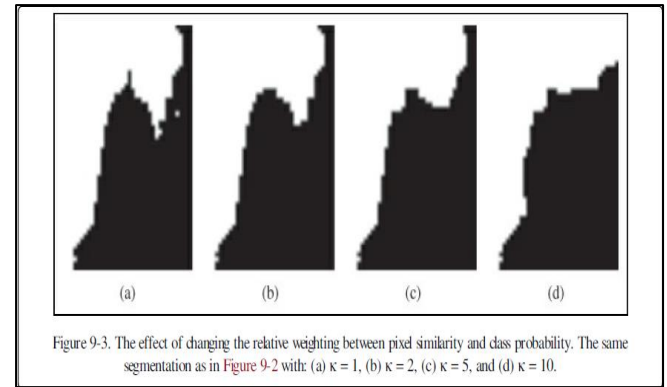 (a) (b) (c) (d)
Figure 9-3. The effect of changing the relative weighting between pixel similarity and class probability. The same
segmentation as in Figure 9-2 with: (a) κ = 1, (b) κ = 2, (c) κ = 5, and (d) κ = 10.